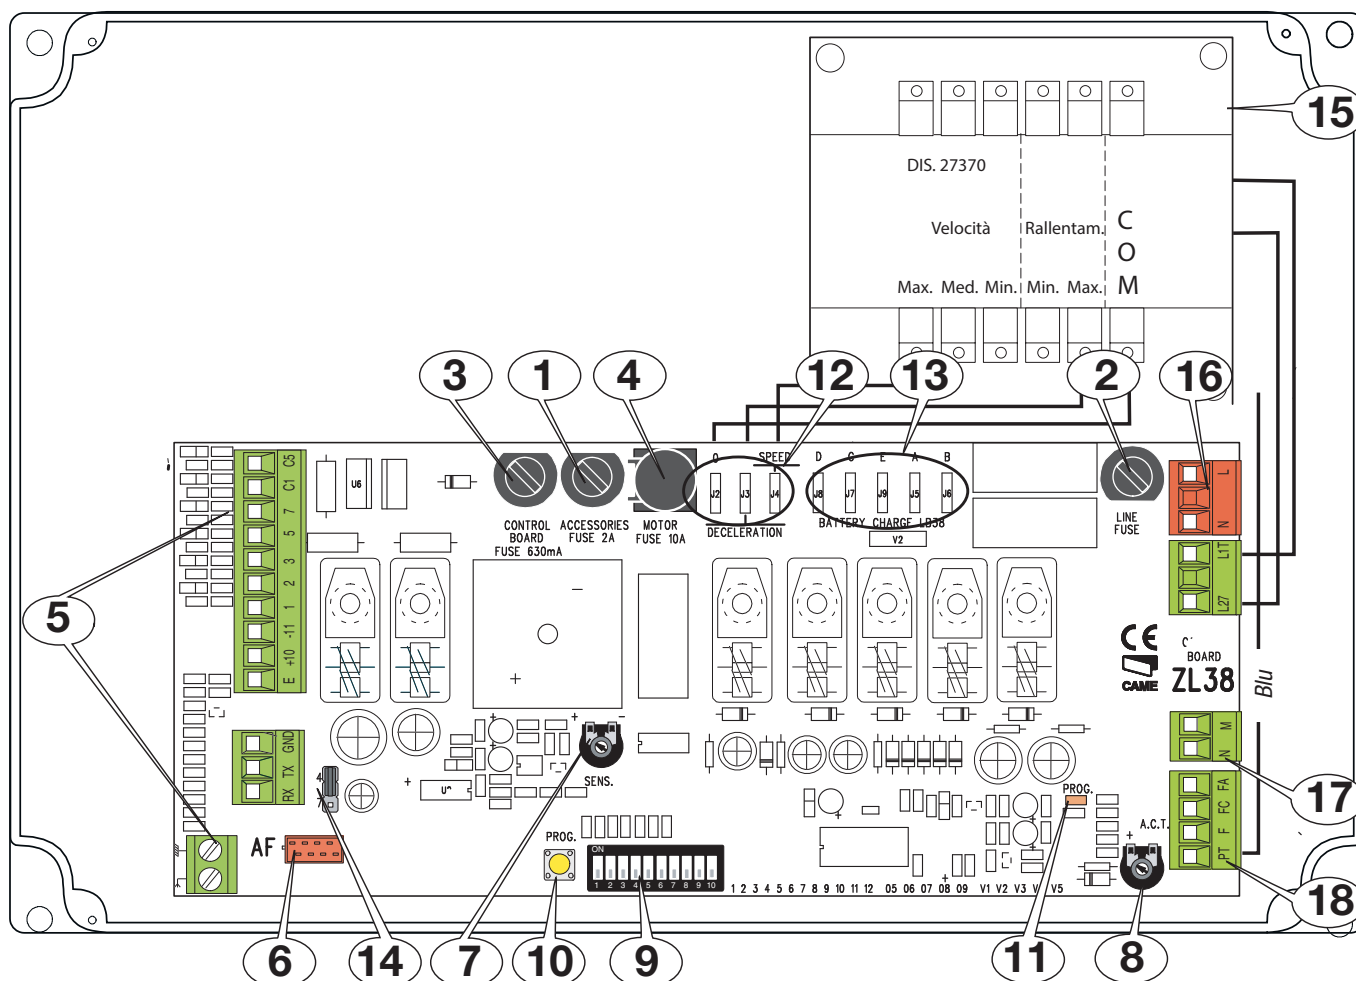 15
DIS. 27370
Velocità Rallentam.
COM
Max. Med. Min. Min. Max.
3 1 4 12 13 2 16
0 SPEED D C E A B
J2 J3 J4 J8 J7 J9 J5 J6
DECELERATION
BATTERY CHARGE LB38
V2
CONTROL BOARD FUSE 630mA
ACCESSORIES FUSE 2A
MOTOR FUSE 10A
LINE FUSE
L
N
L1T
L27
C5
C1
7
5
3
2
1
-11
+10
E
U6
5
- +
CE
CAME
BOARD
ZL38
Blu
GND
TX
RX
+ -
SENS.
M
N
17
FA
FC
F
PT
18
PROG.
A.C.T.
+
AF
PROG.
ON
1 2 3 4 5 6 7 8 9 10
1 2 3 4 5 6 7 8 9 10 11 12 05 06 07 08 09 V1 V2 V3 V5
6 14 7 10 9 11 8